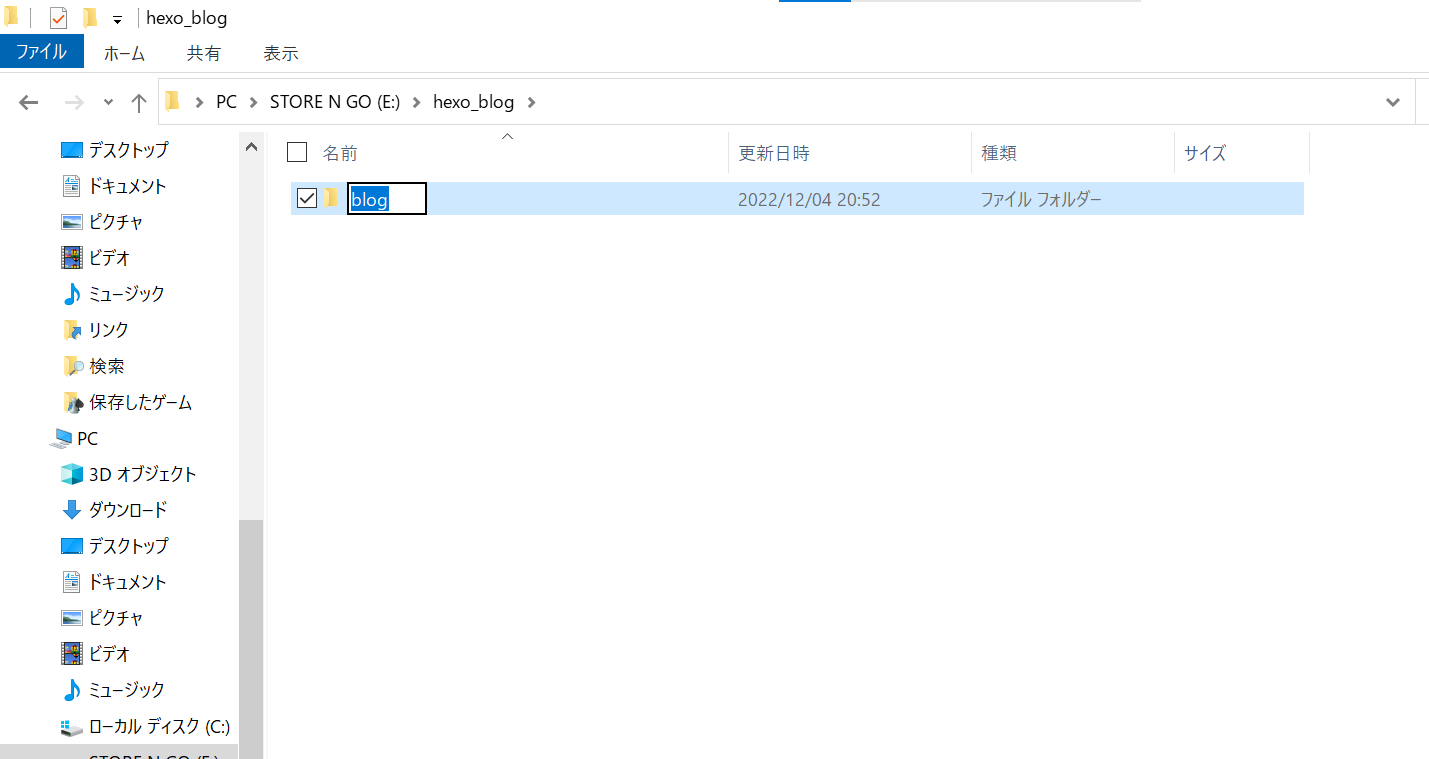 hexo_blog
ファイル ホーム 共有 表示
PC STORE N GO (E:) hexo_blog
名前 更新日時 種類 サイズ
blog 2022/12/04 20:52 ファイル フォルダー
デスクトップ
ドキュメント
ピクチャ
ビデオ
ミュージック
リンク
検索
保存したゲーム
PC
3D オブジェクト
ダウンロード
デスクトップ
ドキュメント
ピクチャ
ビデオ
ミュージック
ローカル ディスク (C:)
STORE N GO (E:)